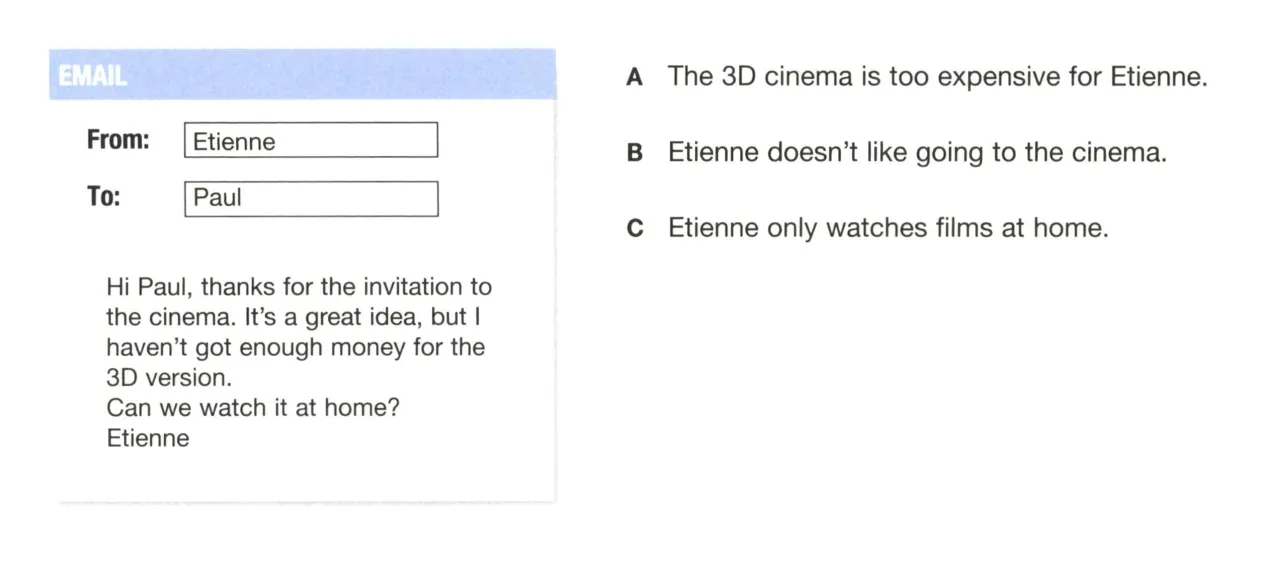 EMAIL
From: Etienne
To: Paul
Hi Paul, thanks for the invitation to
the cinema. It's a great idea, but I
haven't got enough money for the
3D version.
Can we watch it at home?
Etienne
A The 3D cinema is too expensive for Etienne.
B Etienne doesn't like going to the cinema.
C Etienne only watches films at home.